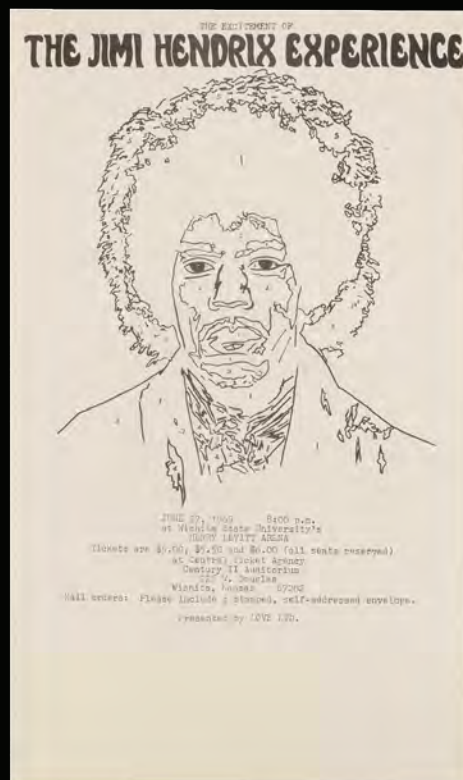 THE EXCITEMENT OF
THE JIMI HENDRIX EXPERIENCE
JUNE 1969 8:00 p.m.
at Wichita State University's
HENRY LEVITT ARENA
Tickets are $5.00, $5.50 and $6.00 (all seats reserved)
at Central Ticket Agency
Century II Auditorium
225 W. Douglas
Wichita, Kansas 67202
Mail orders: Please include a stamped, self-addressed envelope.
Presented by LOVE LTD.